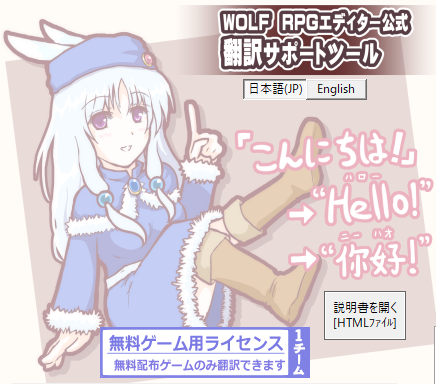 WOLF RPGエディター公式
翻訳サポートツール
日本語(JP) English
「こんにちは！」
ハロー
→“Hello!”
ニー ハオ
→“你好!”
説明書を開く
[HTMLファイル]
無料ゲーム用ライセンス
無料配布ゲームのみ翻訳できます
1チーム